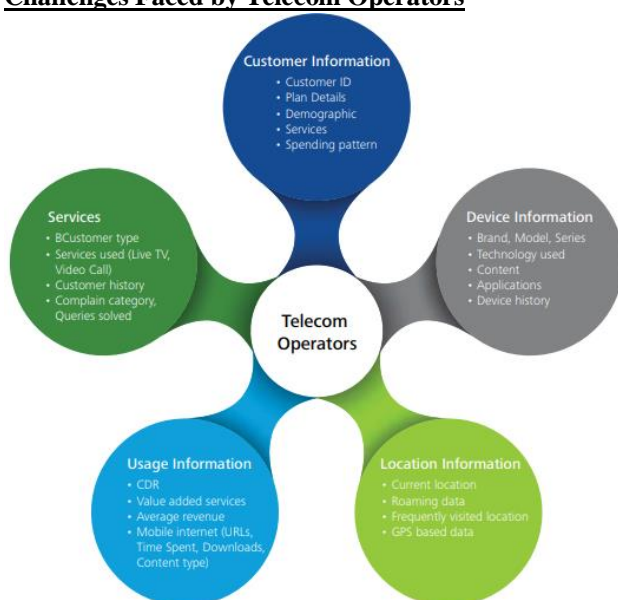 Challenges Faced by Telecom Operators
Customer Information
• Customer ID
• Plan Details
• Demographic
• Services
• Spending pattern
Services
• BCustomer type
• Services used (Live TV,
Video Call)
• Customer history
• Complain category,
Queries solved
Device Information
• Brand, Model, Series
• Technology used
• Content
• Applications
• Device history
Telecom
Operators
Usage Information
• CDR
• Value added services
• Average revenue
• Mobile internet (URLs,
Time Spent, Downloads,
Content type)
Location Information
• Current location
• Roaming data
• Frequently visited location
• GPS based data